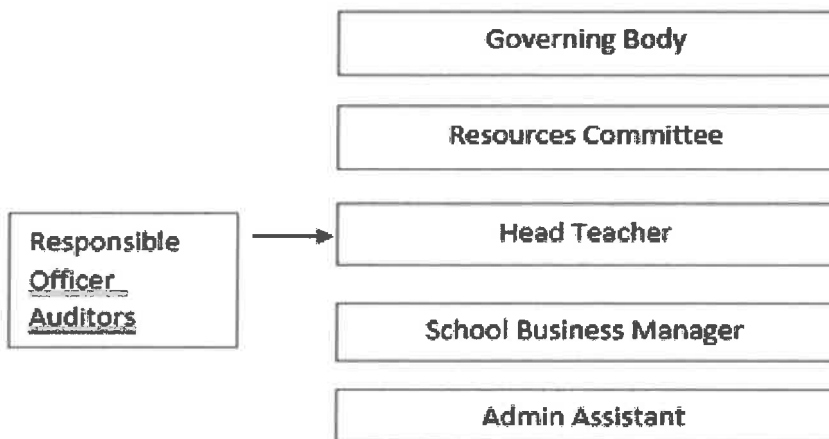 Governing Body
Resources Committee
Head Teacher
Responsible
Officer
Auditors
School Business Manager
Admin Assistant